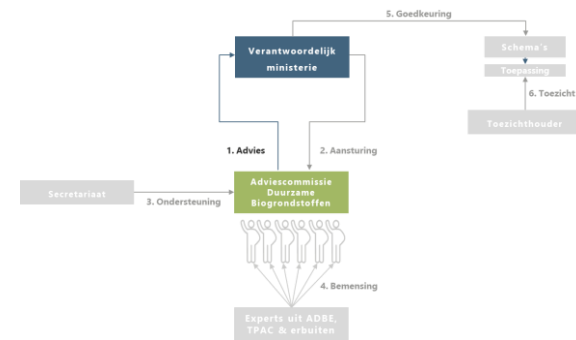 5. Goedkeuring
Verantwoordelijk
ministerie
Schema's
Toepassing
6. Toezicht
Toezichthouder
1. Advies
2. Aansturing
Adviescommissie
Duurzame
Biogrondstoffen
Secretariaat
3. Ondersteuning
4. Bemensing
Experts uit ADBE,
TPAC & erbuiten